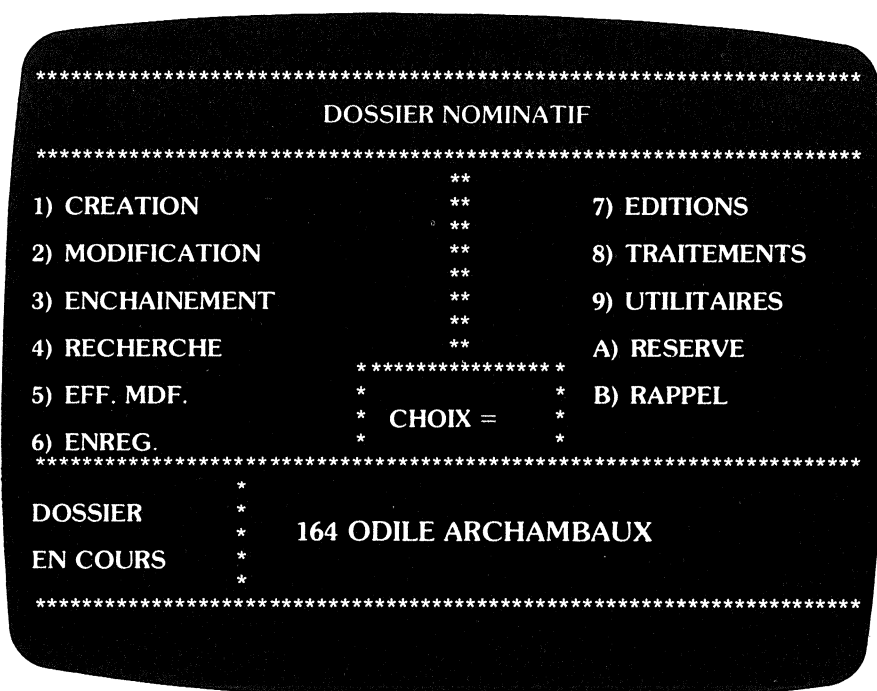 DOSSIER NOMINATIF
1) CREATION
2) MODIFICATION
3) ENCHAINEMENT
4) RECHERCHE
5) EFF. MDF.
6) ENREG.
7) EDITIONS
8) TRAITEMENTS
9) UTILITAIRES
A) RESERVE
B) RAPPEL
CHOIX =
DOSSIER
EN COURS
164 ODILE ARCHAMBAUX